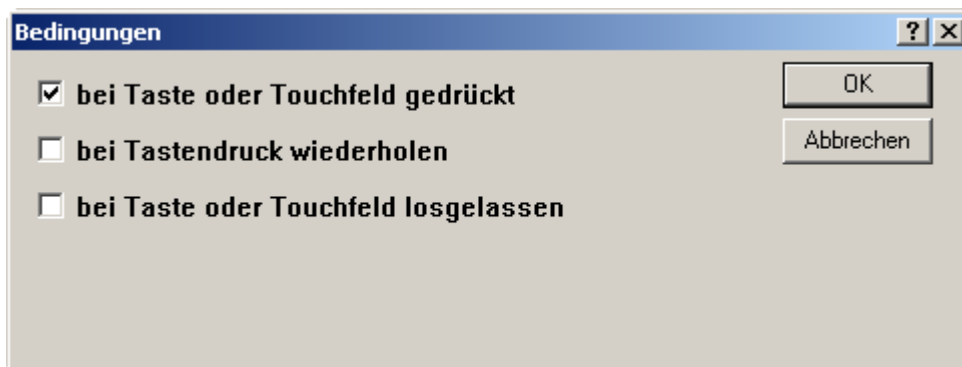 Bedingungen
bei Taste oder Touchfeld gedrückt
OK
bei Tastendruck wiederholen
Abbrechen
bei Taste oder Touchfeld losgelassen